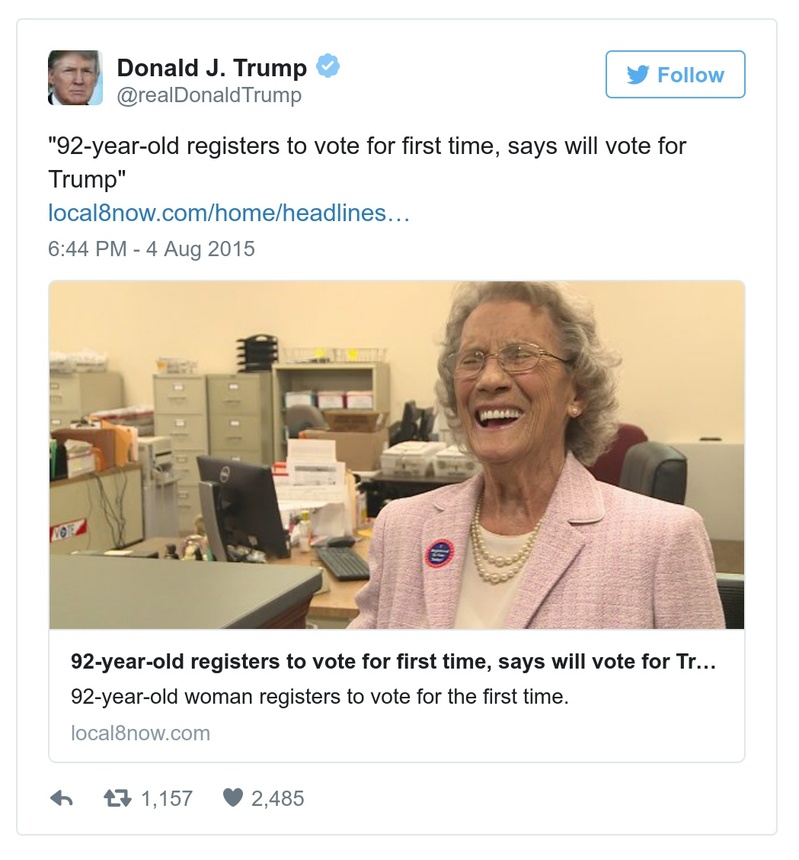 Donald J. Trump
@realDonaldTrump
Follow
"92-year-old registers to vote for first time, says will vote for
Trump"
local8now.com/home/headlines…
6:44 PM - 4 Aug 2015
VOTE
92-year-old registers to vote for first time, says will vote for Tr…
92-year-old woman registers to vote for the first time.
local8now.com
1,157 2,485